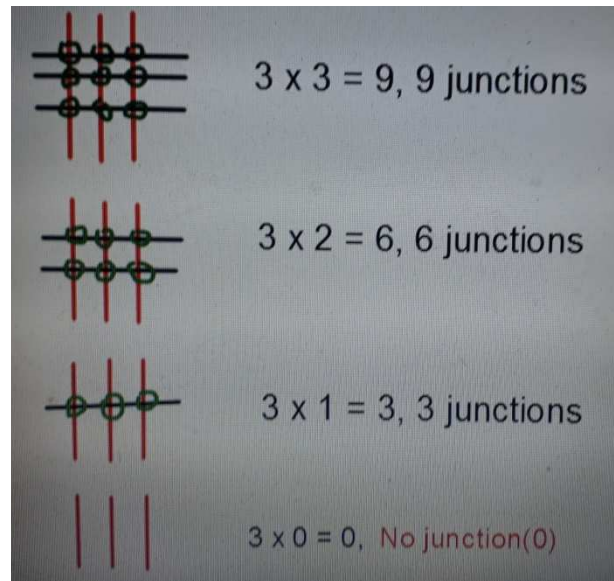 3 x 3 = 9, 9 junctions
3 x 2 = 6, 6 junctions
3 x 1 = 3, 3 junctions
3 x 0 = 0, No junction(0)